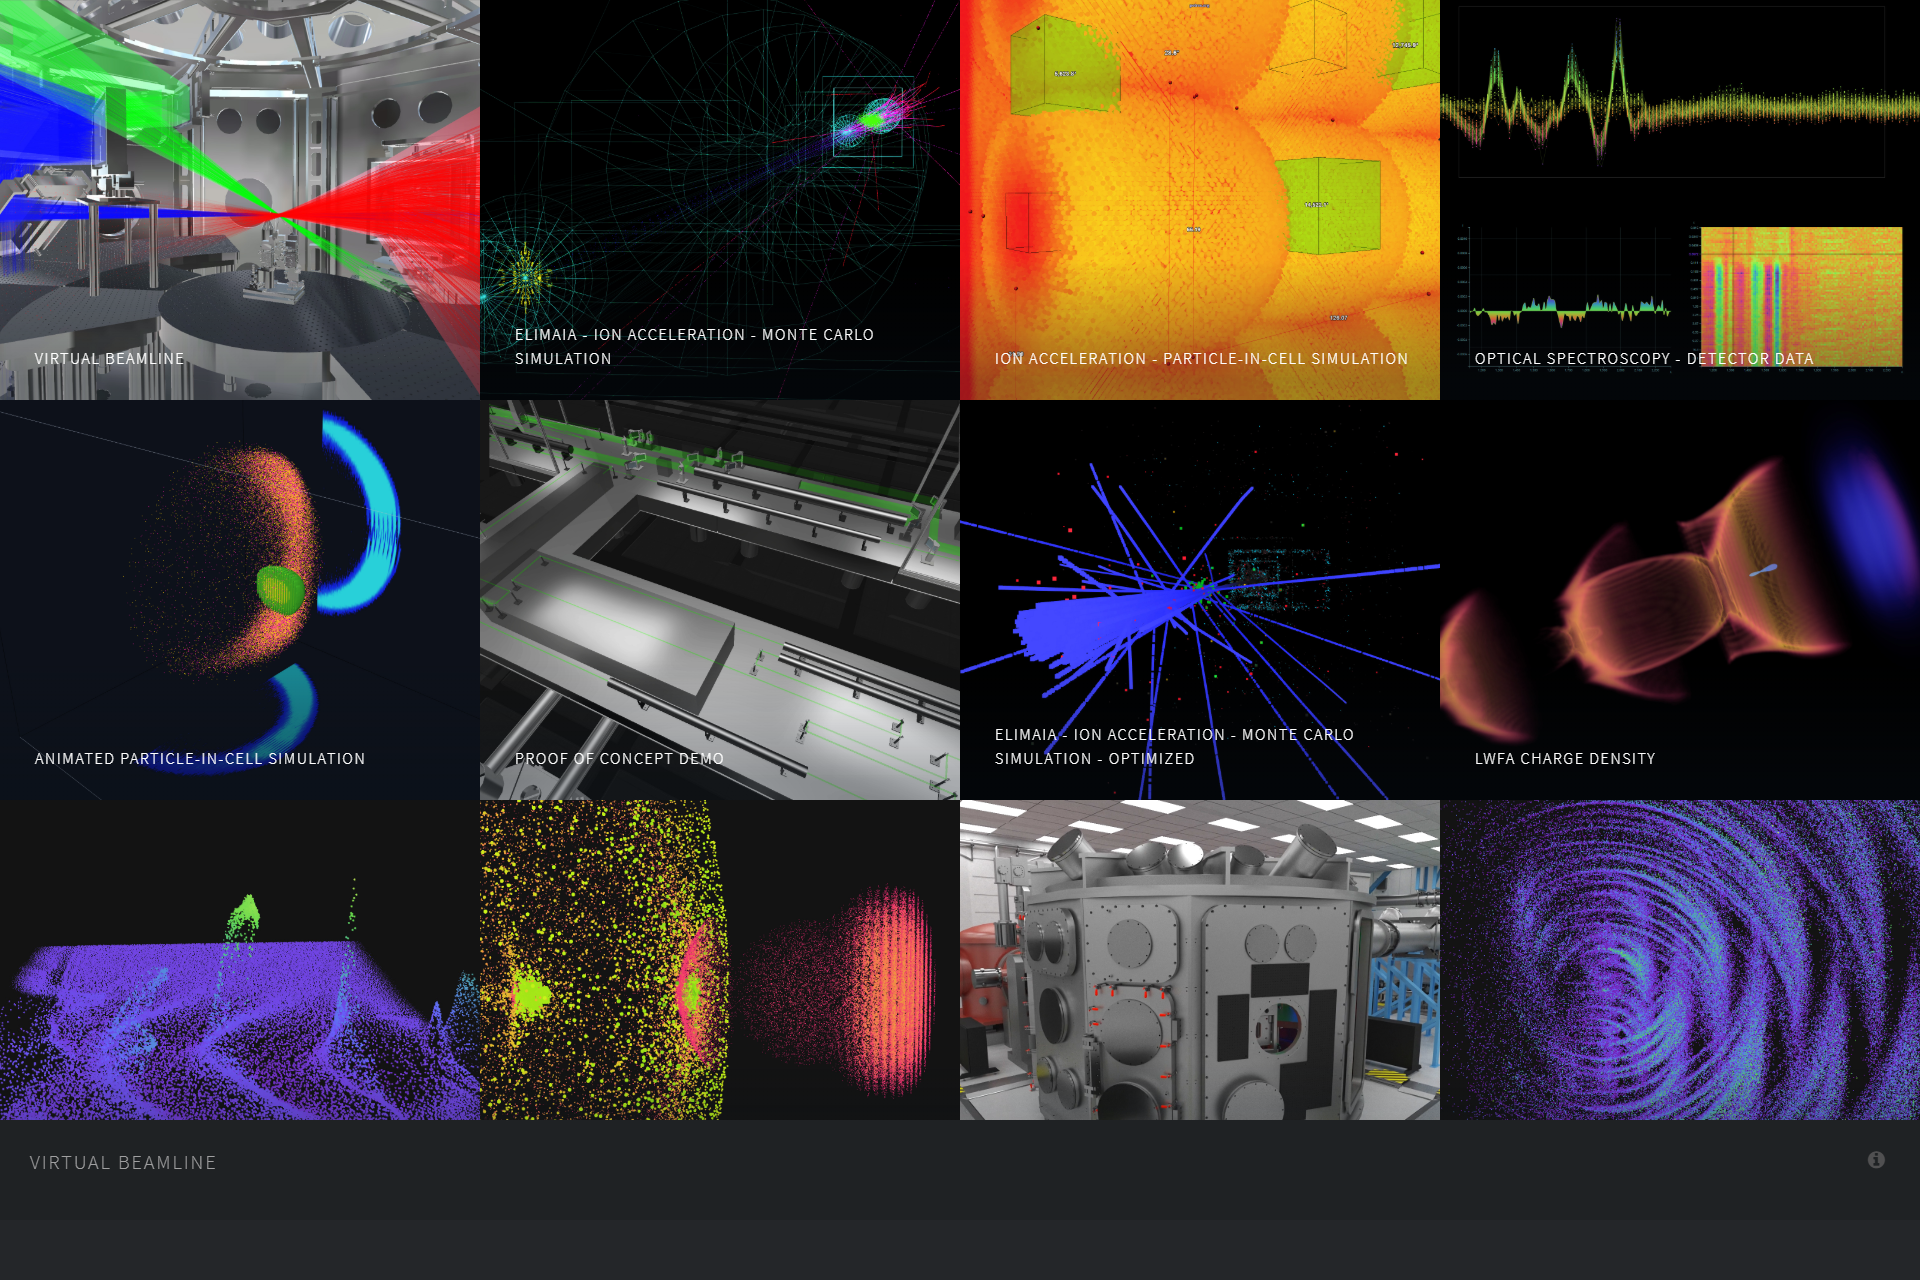 VIRTUAL BEAMLINE
ELIMAIA - ION ACCELERATION - MONTE CARLO
SIMULATION
ION ACCELERATION - PARTICLE-IN-CELL SIMULATION
OPTICAL SPECTROSCOPY - DETECTOR DATA
ANIMATED PARTICLE-IN-CELL SIMULATION
PROOF OF CONCEPT DEMO
ELIMAIA - ION ACCELERATION - MONTE CARLO
SIMULATION - OPTIMIZED
LWFA CHARGE DENSITY
VIRTUAL BEAMLINE